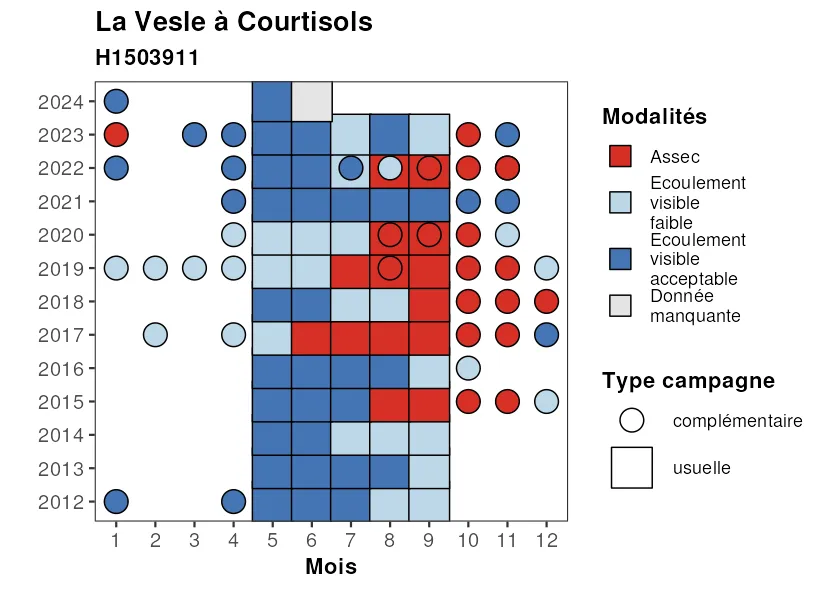 La Vesle à Courtisols
H1503911
2024
2023
2022
2021
2020
2019
2018
2017
2016
2015
2014
2013
2012
1 2 3 4 5 6 7 8 9 10 11 12
Mois
Modalités
Assec
Ecoulement
visible
faible
Ecoulement
visible
acceptable
Donnée
manquante
Type campagne
complémentaire
usuelle